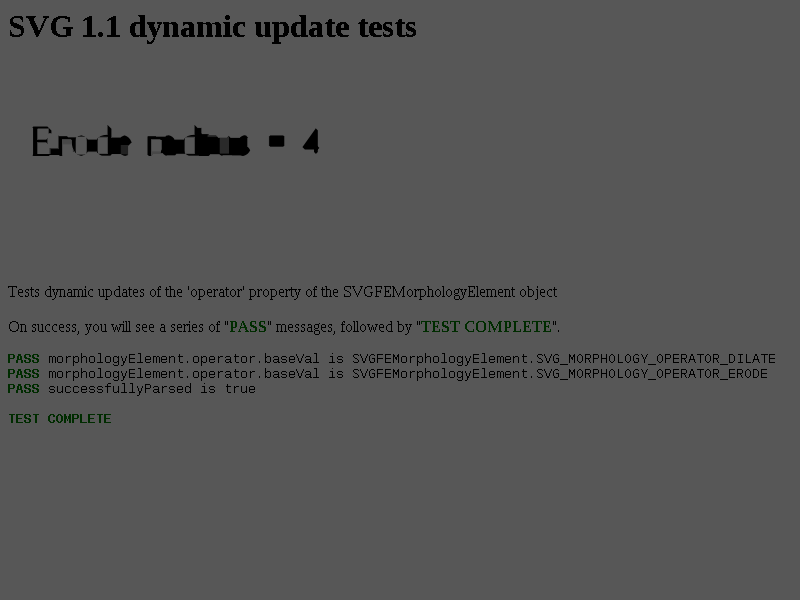 SVG 1.1 dynamic update tests
Erode radius = 4
Tests dynamic updates of the 'operator' property of the SVGFEMorphologyElement object
On success, you will see a series of "PASS" messages, followed by "TEST COMPLETE".
PASS morphologyElement.operator.baseVal is SVGFEMorphologyElement.SVG_MORPHOLOGY_OPERATOR_DILATE
PASS morphologyElement.operator.baseVal is SVGFEMorphologyElement.SVG_MORPHOLOGY_OPERATOR_ERODE
PASS successfullyParsed is true
TEST COMPLETE